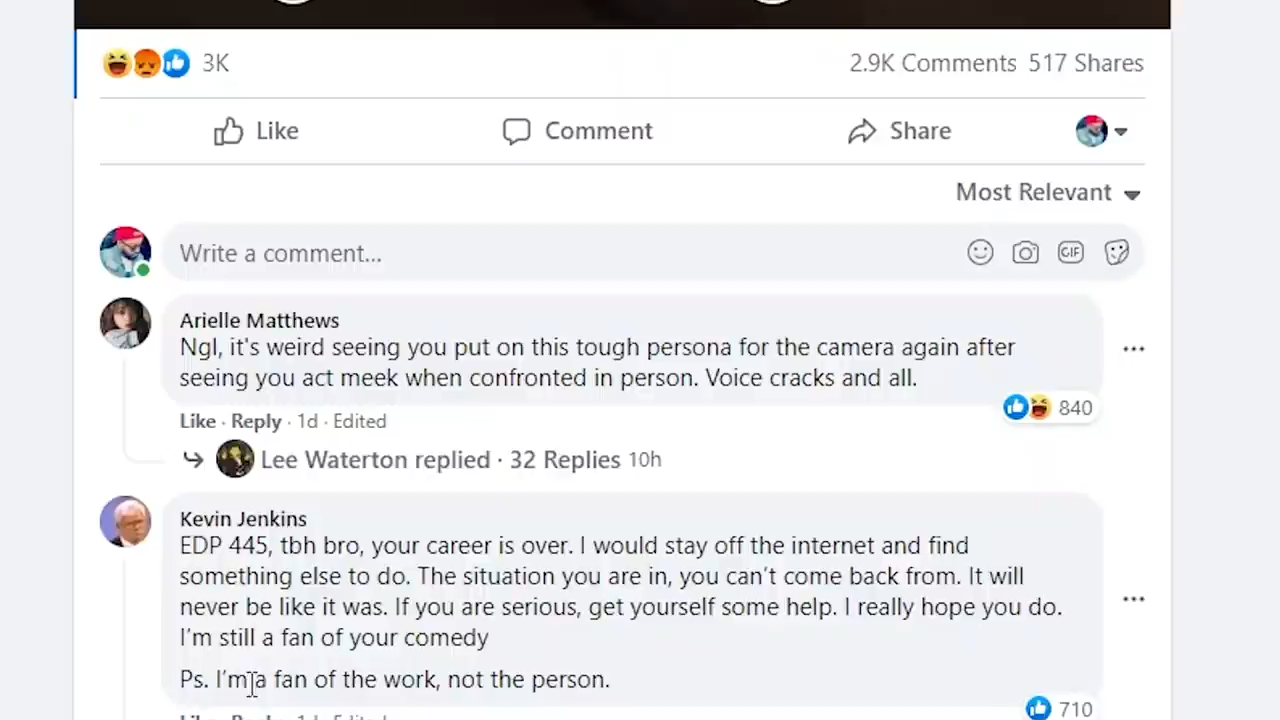 3K
2.9K Comments 517 Shares
Like Comment Share
Most Relevant
Write a comment...
GIF
Arielle Matthews
Ngl, it's weird seeing you put on this tough persona for the camera again after
seeing you act meek when confronted in person. Voice cracks and all.
840
Like · Reply · 1d · Edited
Lee Waterton replied · 32 Replies 10h
Kevin Jenkins
EDP 445, tbh bro, your career is over. I would stay off the internet and find
something else to do. The situation you are in, you can't come back from. It will
never be like it was. If you are serious, get yourself some help. I really hope you do.
I'm still a fan of your comedy
Ps. I'm a fan of the work, not the person.
710